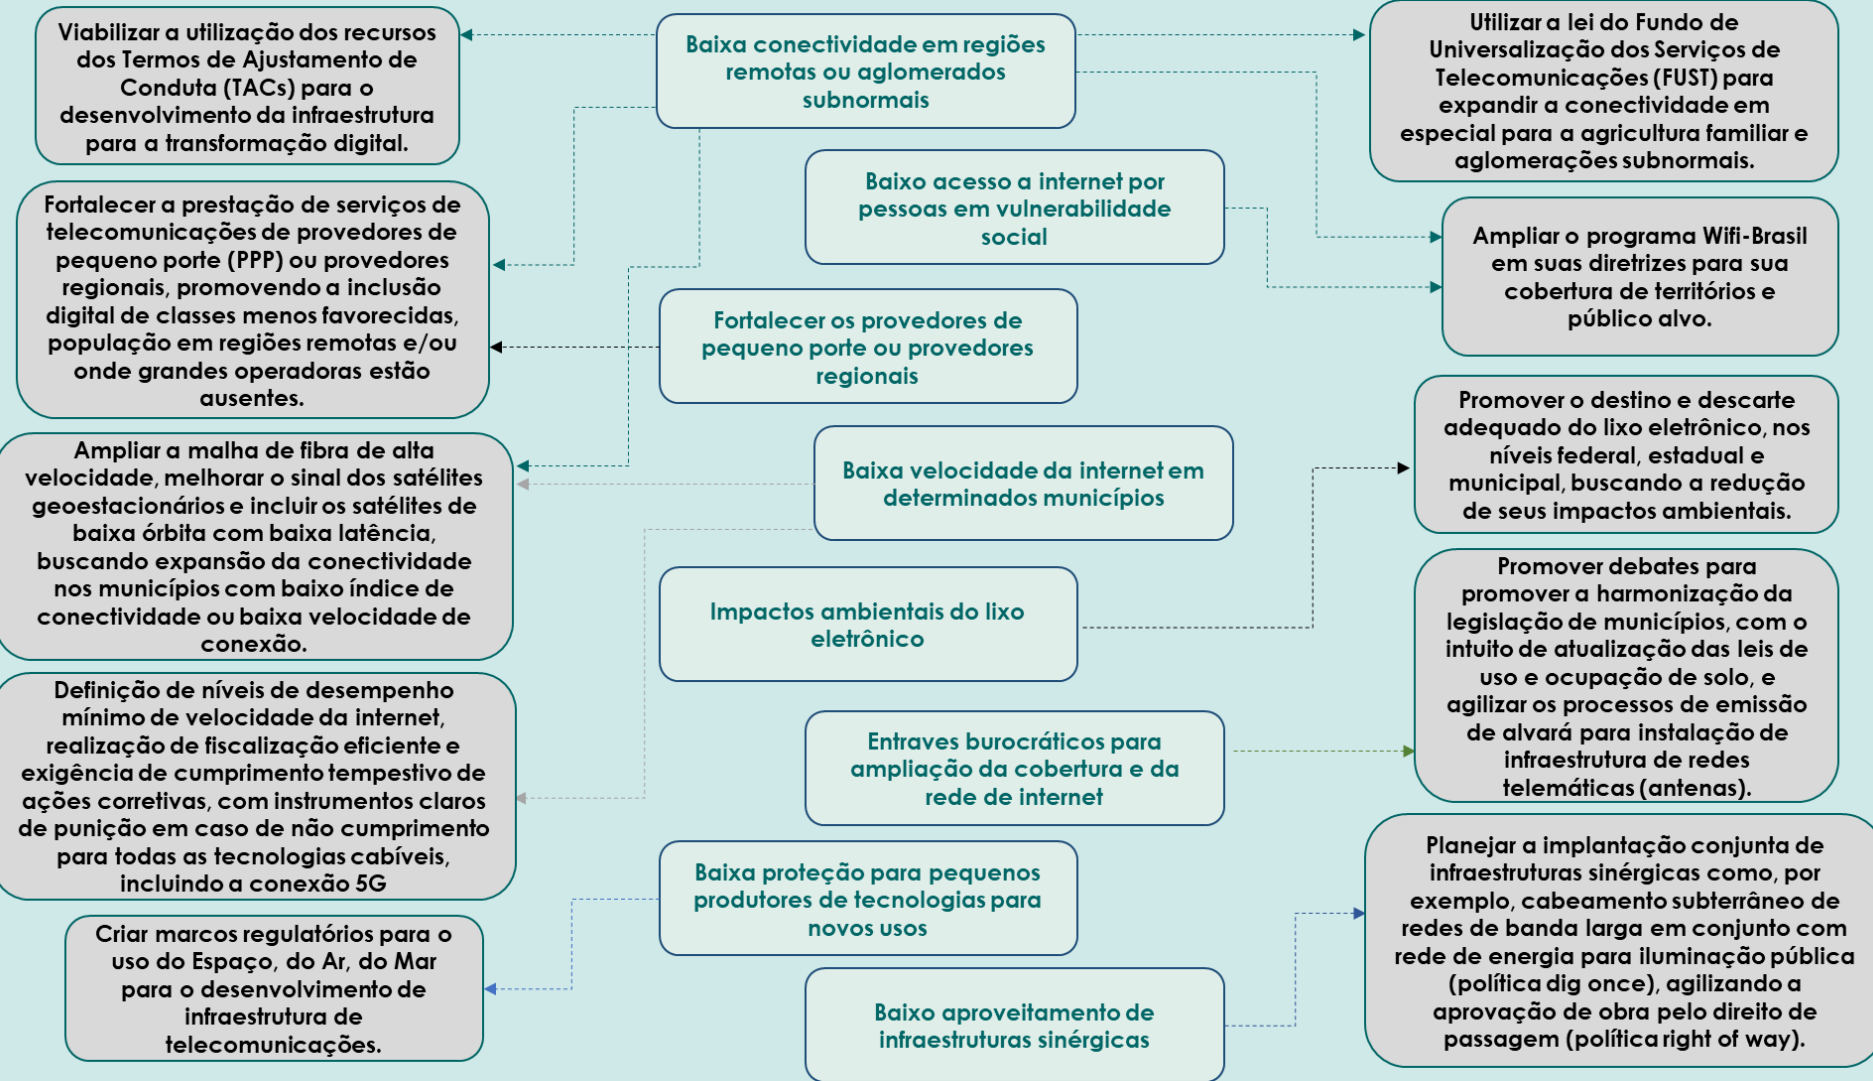 Viabilizar a utilização dos recursos
dos Termos de Ajustamento de
Conduta (TACs) para o
desenvolvimento da infraestrutura
para a transformação digital.
Fortalecer a prestação de serviços de
telecomunicações de provedores de
pequeno porte (PPP) ou provedores
regionais, promovendo a inclusão
digital de classes menos favorecidas,
população em regiões remotas e/ou
onde grandes operadoras estão
ausentes.
Ampliar a malha de fibra de alta
velocidade, melhorar o sinal dos satélites
geoestacionários e incluir os satélites de
baixa órbita com baixa latência,
buscando expansão da conectividade
nos municípios com baixo índice de
conectividade ou baixa velocidade de
conexão.
Definição de níveis de desempenho
mínimo de velocidade da internet,
realização de fiscalização eficiente e
exigência de cumprimento tempestivo de
ações corretivas, com instrumentos claros
de punição em caso de não cumprimento
para todas as tecnologias cabíveis,
incluindo a conexão 5G
Criar marcos regulatórios para o
uso do Espaço, do Ar, do Mar
para o desenvolvimento de
infraestrutura de
telecomunicações.
Baixa conectividade em regiões
remotas ou aglomerados
subnormais
Baixo acesso a internet por
pessoas em vulnerabilidade
social
Fortalecer os provedores de
pequeno porte ou provedores
regionais
Baixa velocidade da internet em
determinados municípios
Impactos ambientais do lixo
eletrônico
Entraves burocráticos para
ampliação da cobertura e da
rede de internet
Baixa proteção para pequenos
produtores de tecnologias para
novos usos
Baixo aproveitamento de
infraestruturas sinérgicas
Utilizar a lei do Fundo de
Universalização dos Serviços de
Telecomunicações (FUST) para
expandir a conectividade em
especial para a agricultura familiar e
aglomerações subnormais.
Ampliar o programa Wifi-Brasil
em suas diretrizes para sua
cobertura de territórios e
público alvo.
Promover o destino e descarte
adequado do lixo eletrônico, nos
níveis federal, estadual e
municipal, buscando a redução
de seus impactos ambientais.
Promover debates para
promover a harmonização da
legislação de municípios, com o
intuito de atualização das leis de
uso e ocupação de solo, e
agilizar os processos de emissão
de alvará para instalação de
infraestrutura de redes
telemáticas (antenas).
Planejar a implantação conjunta de
infraestruturas sinérgicas como, por
exemplo, cabeamento subterrâneo de
redes de banda larga em conjunto com
rede de energia para iluminação pública
(política dig once), agilizando a
aprovação de obra pelo direito de
passagem (política right of way).